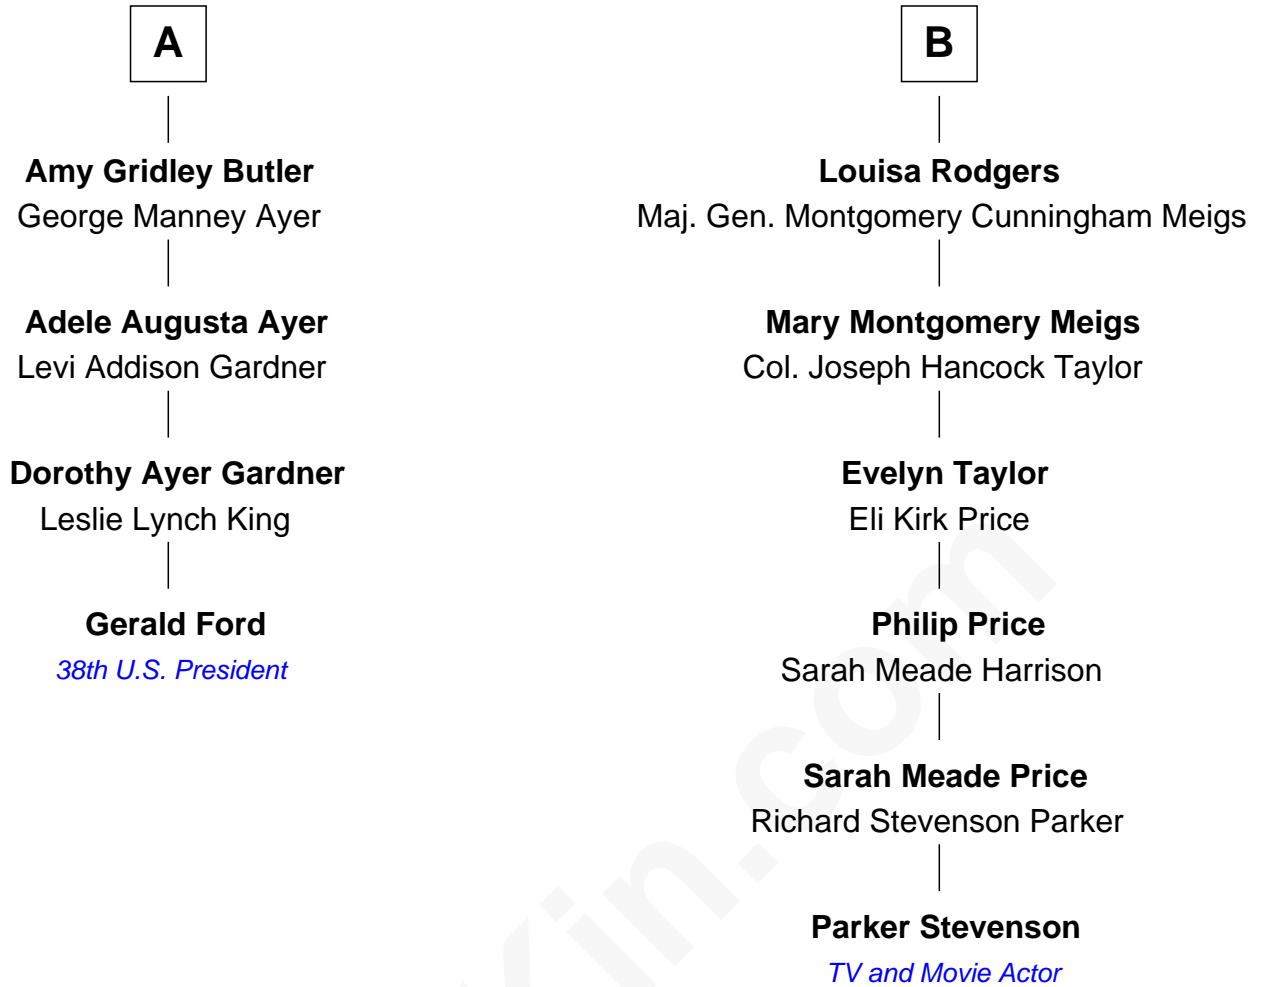 A
Amy Gridley Butler
George Manney Ayer
Adele Augusta Ayer
Levi Addison Gardner
Dorothy Ayer Gardner
Leslie Lynch King
Gerald Ford
38th U.S. President
B
Louisa Rodgers
Maj. Gen. Montgomery Cunningham Meigs
Mary Montgomery Meigs
Col. Joseph Hancock Taylor
Evelyn Taylor
Eli Kirk Price
Philip Price
Sarah Meade Harrison
Sarah Meade Price
Richard Stevenson Parker
Parker Stevenson
TV and Movie Actor
Kin.com